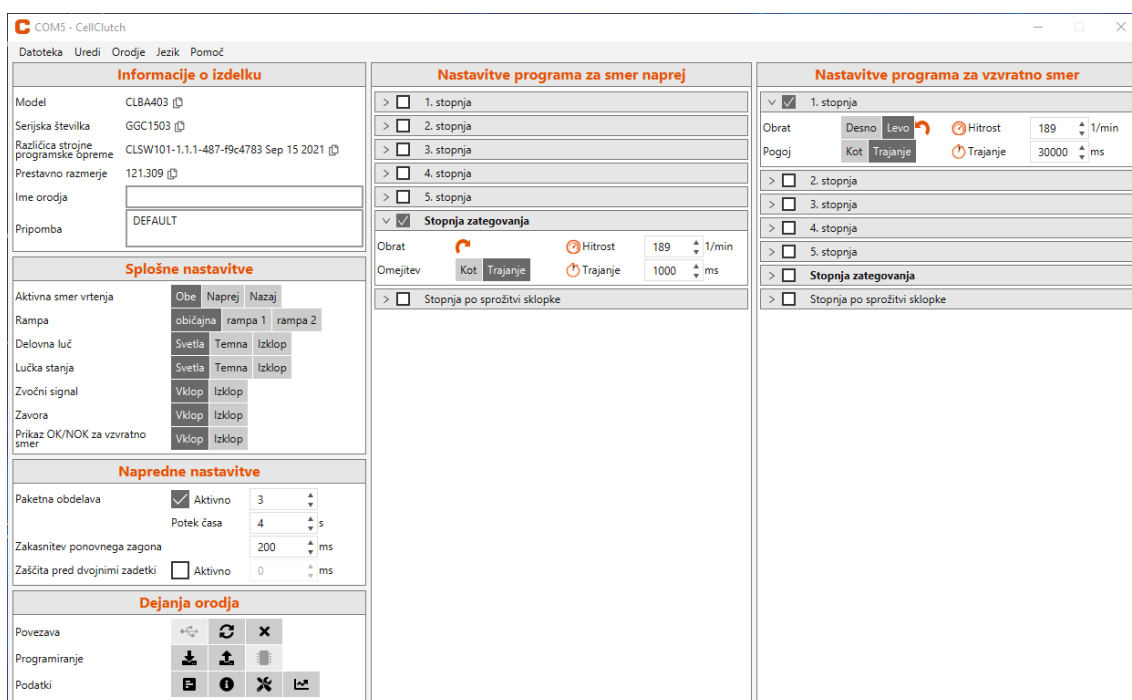 COM5 - CellClutch
Datoteka Uredi Orodje Jezik Pomoč
Informacije o izdelku
Model CLBA403
Serijska številka GGC1503
Različica strojne
programske opreme CLSW101-1.1.1-487-f9c4783 Sep 15 2021
Prestavno razmerje 121.309
Ime orodja
Pripomba DEFAULT
Splošne nastavitve
Aktivna smer vrtenja Obe Naprej Nazaj
Rampa običajna rampa 1 rampa 2
Delovna luč Svetla Temna Izklop
Lučka stanja Svetla Temna Izklop
Zvočni signal Vklop Izklop
Zavora Vklop Izklop
Prikaz OK/NOK za vzvratno
smer Vklop Izklop
Napredne nastavitve
Paketna obdelava Aktivno 3
Potek časa 4 s
Zakasnitev ponovnega zagona 200 ms
Zaščita pred dvojnimi zadetki Aktivno 0 ms
Dejanja orodja
Povezava
Programiranje
Podatki
Nastavitve programa za smer naprej
1. stopnja
2. stopnja
3. stopnja
4. stopnja
5. stopnja
Stopnja zategovanja
Obrat Hitrost 189 1/min
Omejitev Kot Trajanje Trajanje 1000 ms
Stopnja po sprožitvi sklopke
Nastavitve programa za vzvratno smer
1. stopnja
Obrat Desno Levo Hitrost 189 1/min
Pogoj Kot Trajanje Trajanje 30000 ms
2. stopnja
3. stopnja
4. stopnja
5. stopnja
Stopnja zategovanja
Stopnja po sprožitvi sklopke